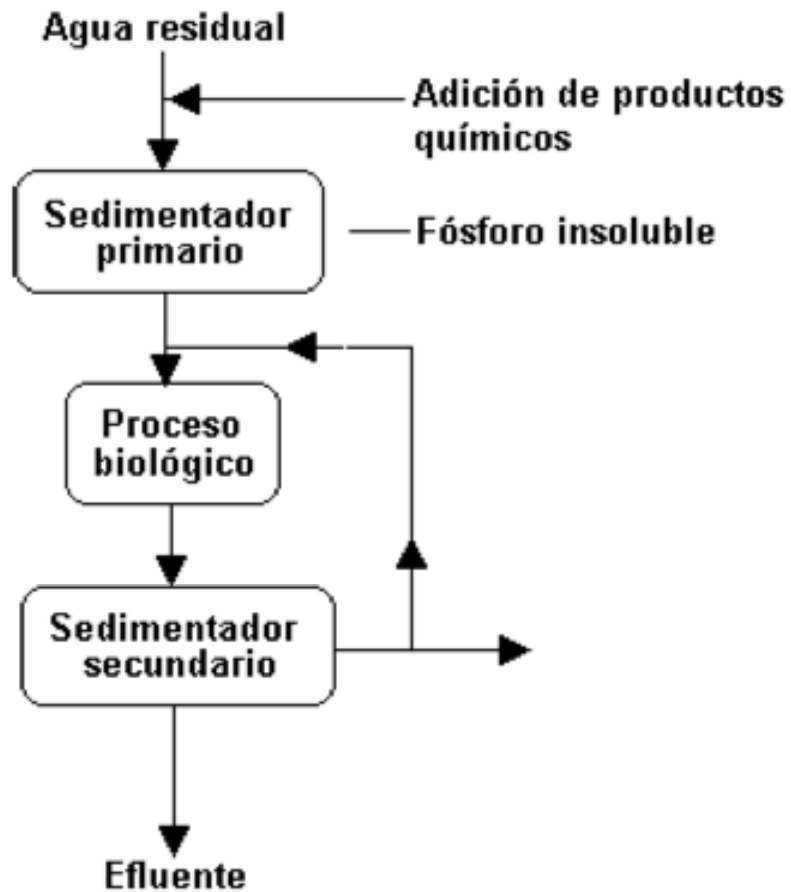 Agua residual
Adición de productos
químicos
Sedimentador
primario
Fósforo insoluble
Proceso
biológico
Sedimentador
secundario
Efluente